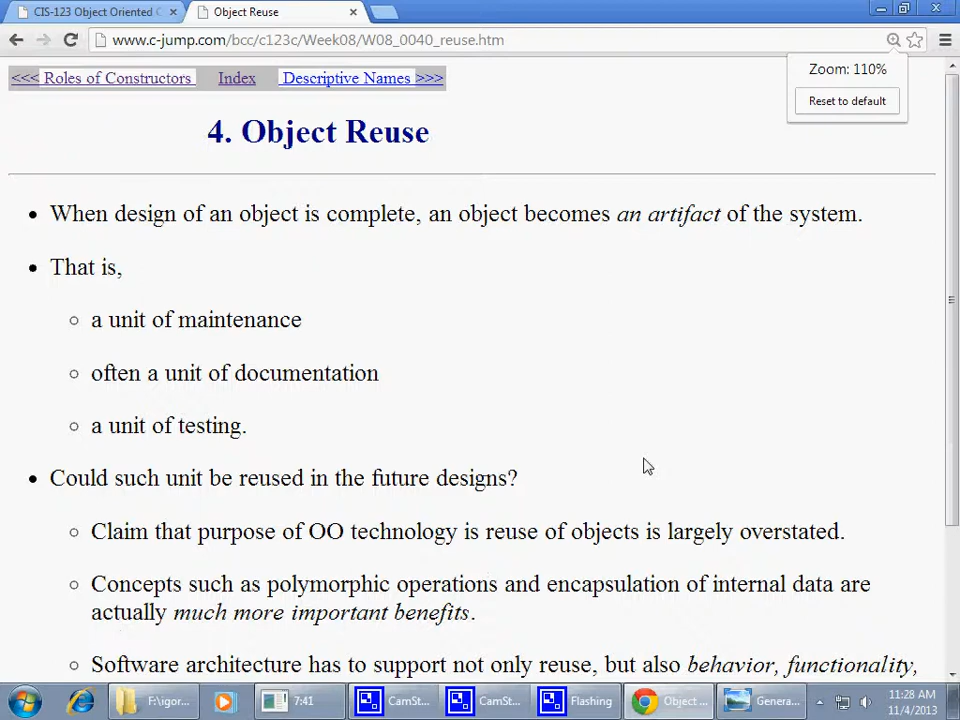 CIS-123 Object Oriented C
Object Reuse
www.c-jump.com/bcc/c123c/Week08/W08_0040_reuse.htm
Zoom: 110%
Reset to default
<<< Roles of Constructors Index Descriptive Names >>>
4. Object Reuse
When design of an object is complete, an object becomes an artifact of the system.
That is,
a unit of maintenance
often a unit of documentation
a unit of testing.
Could such unit be reused in the future designs?
Claim that purpose of OO technology is reuse of objects is largely overstated.
Concepts such as polymorphic operations and encapsulation of internal data are
actually much more important benefits.
Software architecture has to support not only reuse, but also behavior, functionality,
F:\igor... 7:41 CamSt... CamSt... Flashing Object ... Genera...
11:28 AM
11/4/2013